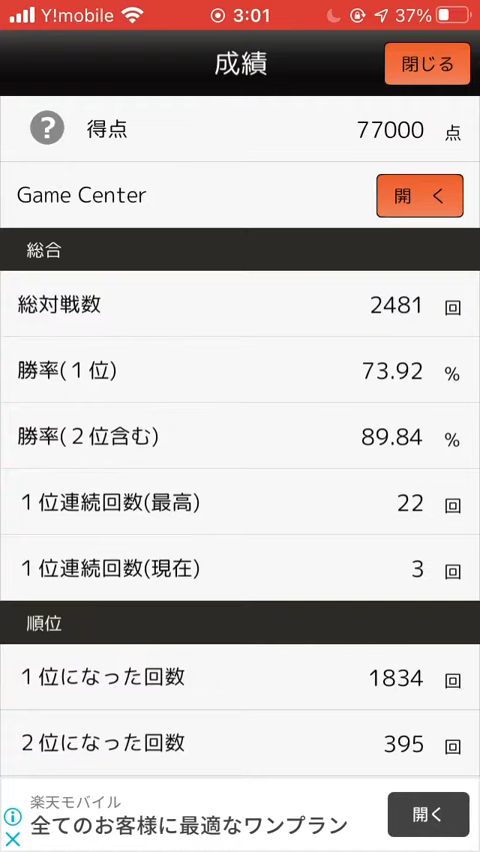 Y!mobile 3:01 37%
成績 閉じる
? 得点 77000 点
Game Center 開 く
総合
総対戦数 2481 回
勝率(１位) 73.92 %
勝率(２位含む) 89.84 %
１位連続回数(最高) 22 回
１位連続回数(現在) 3 回
順位
１位になった回数 1834 回
２位になった回数 395 回
楽天モバイル
全てのお客様に最適なワンプラン 開く